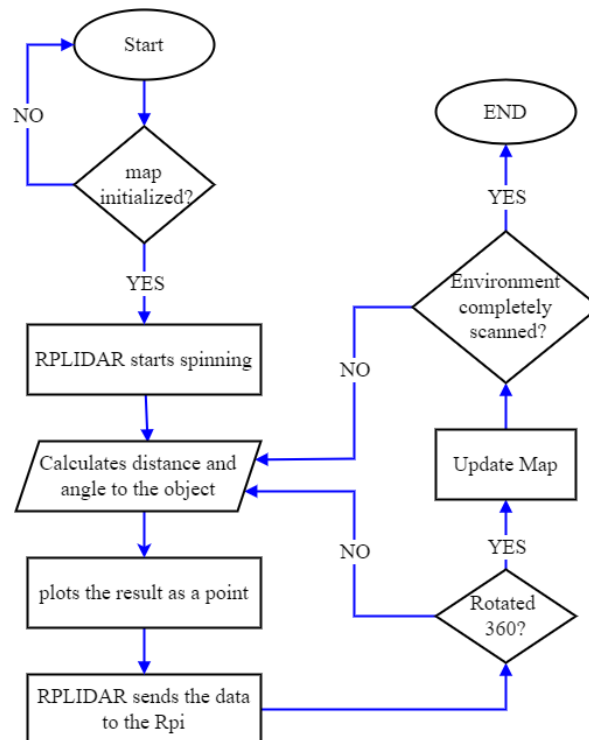 Start
NO
map
initialized?
YES
RPLIDAR starts spinning
Calculates distance and
angle to the object
plots the result as a point
RPLIDAR sends the data
to the Rpi
Rotated
360?
NO
YES
Update Map
Environment
completely
scanned?
NO
YES
END